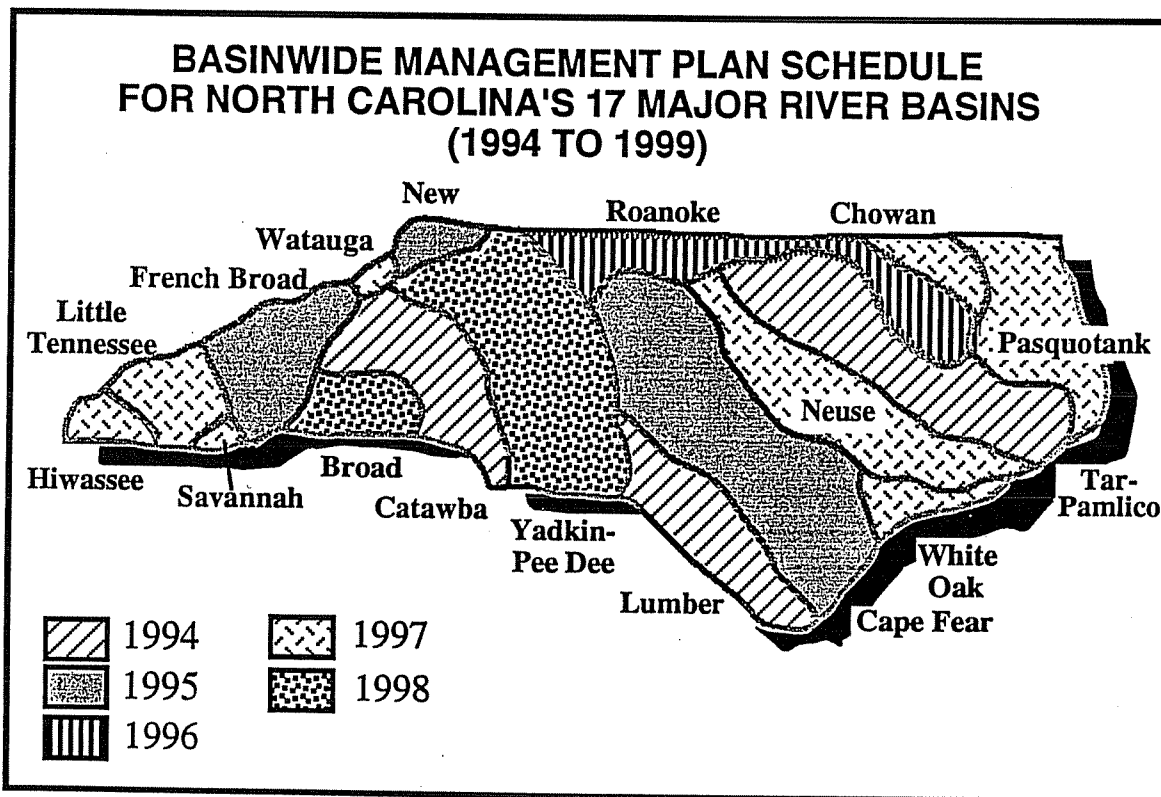 BASINWIDE MANAGEMENT PLAN SCHEDULE
FOR NORTH CAROLINA'S 17 MAJOR RIVER BASINS
(1994 TO 1999)
New
Roanoke
Chowan
Watauga
French Broad
Little
Tennessee
Pasquotank
Neuse
Hiwassee
Savannah
Broad
Catawba
Yadkin-
Pee Dee
Tar-
Pamlico
White
Oak
Lumber
Cape Fear
1994
1995
1996
1997
1998